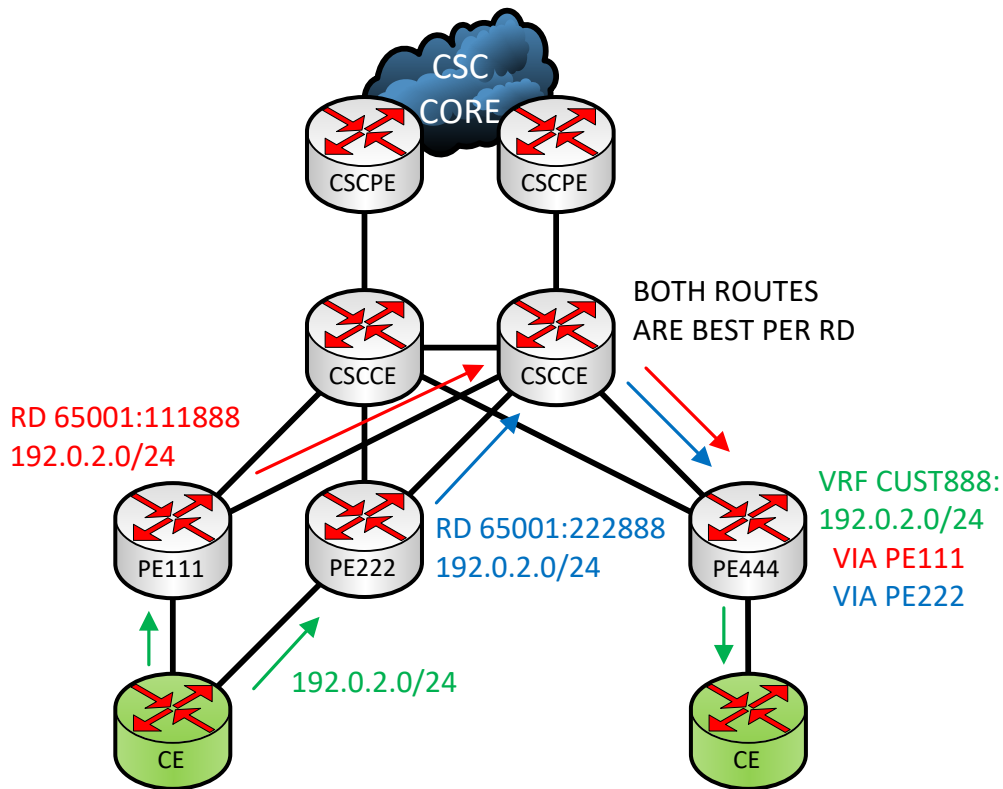 CSC
CORE
CSCPE
CSCPE
BOTH ROUTES
ARE BEST PER RD
CSCCE
CSCCE
RD 65001:111888
192.0.2.0/24
VRF CUST888:
192.0.2.0/24
VIA PE111
VIA PE222
RD 65001:222888
192.0.2.0/24
PE111
PE222
PE444
192.0.2.0/24
CE
CE